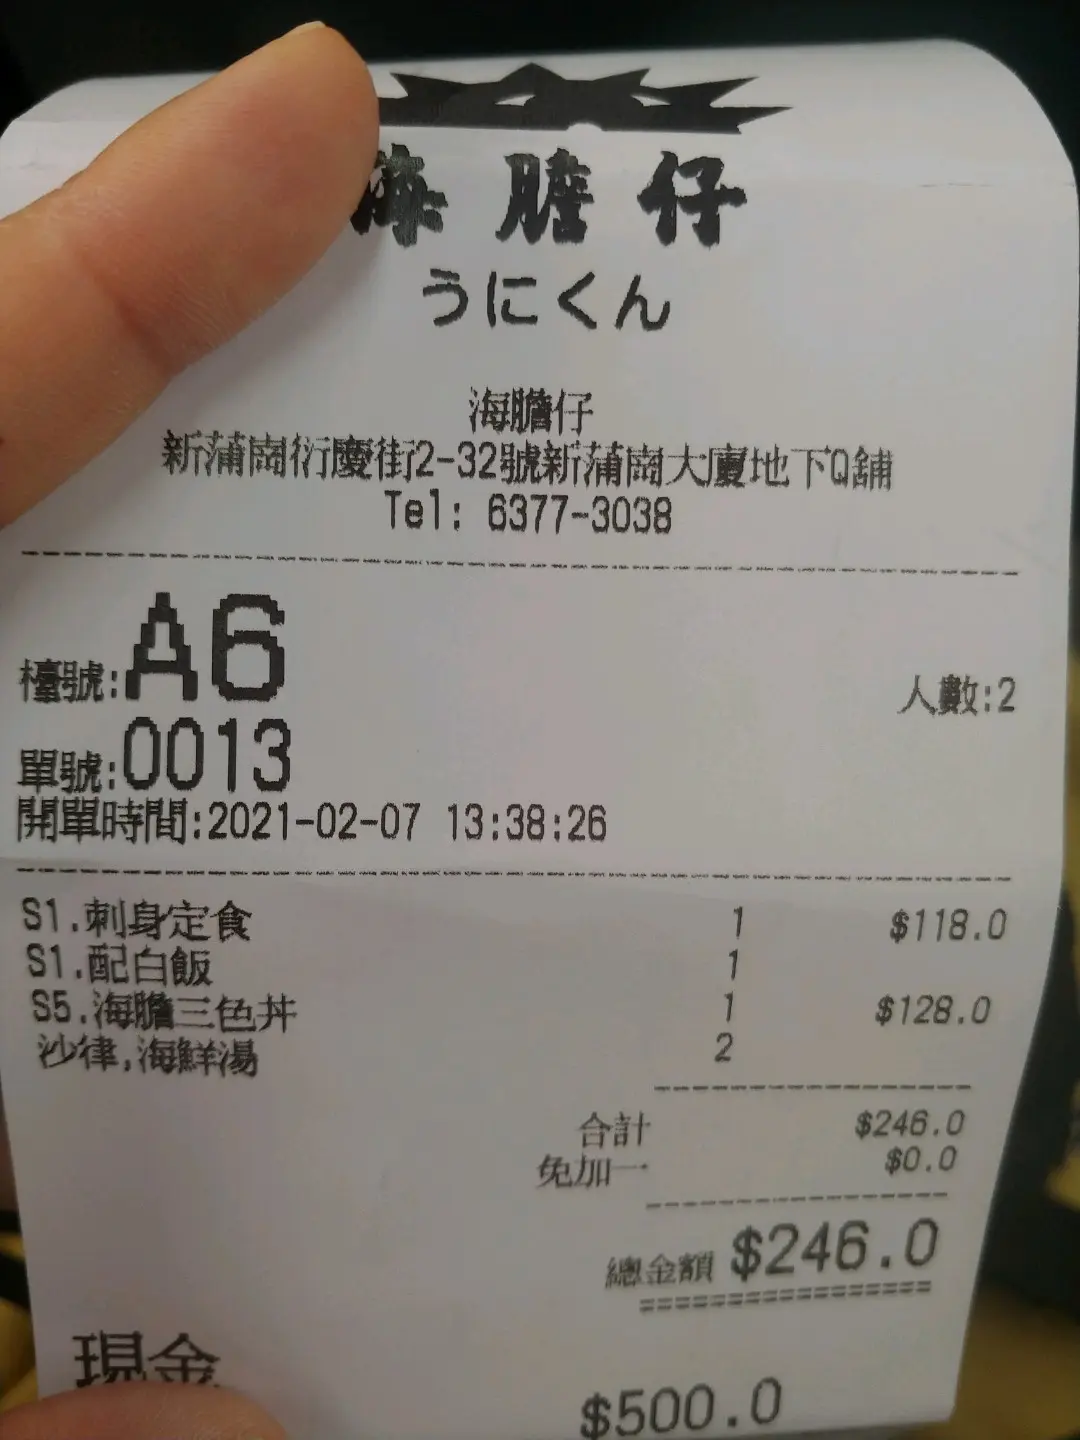 海膽仔
うにくん
海膽仔
新蒲崗衍慶街2-32號新蒲崗大廈地下Q舖
Tel: 6377-3038
檯號:A6 人數:2
單號:0013
開單時間:2021-02-07 13:38:26
S1.刺身定食 1 $118.0
S1.配白飯 1
S5.海膽三色丼 1 $128.0
沙律,海鮮湯 2
合計 $246.0
免加一 $0.0
總金額 $246.0
現金 $500.0